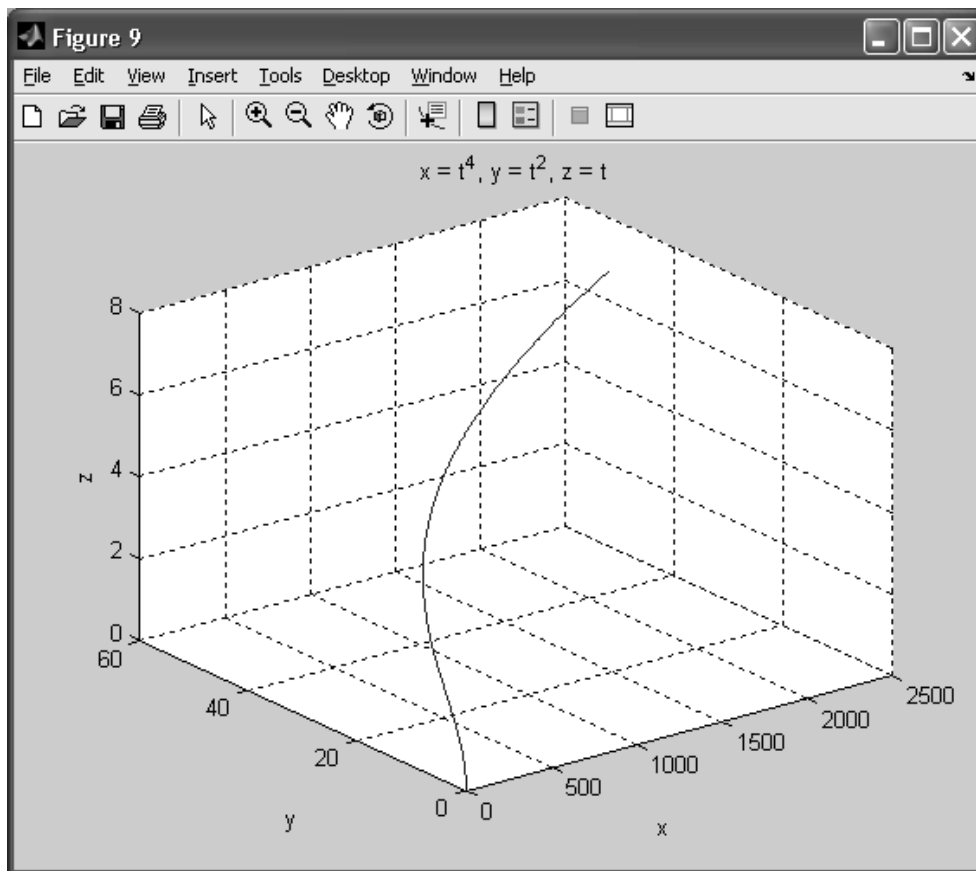 Figure 9
File Edit View Insert Tools Desktop Window Help
x = t⁴, y = t², z = t
8
6
4
2
0
z
60
40
20
0
y
0
500
1000
1500
2000
2500
x